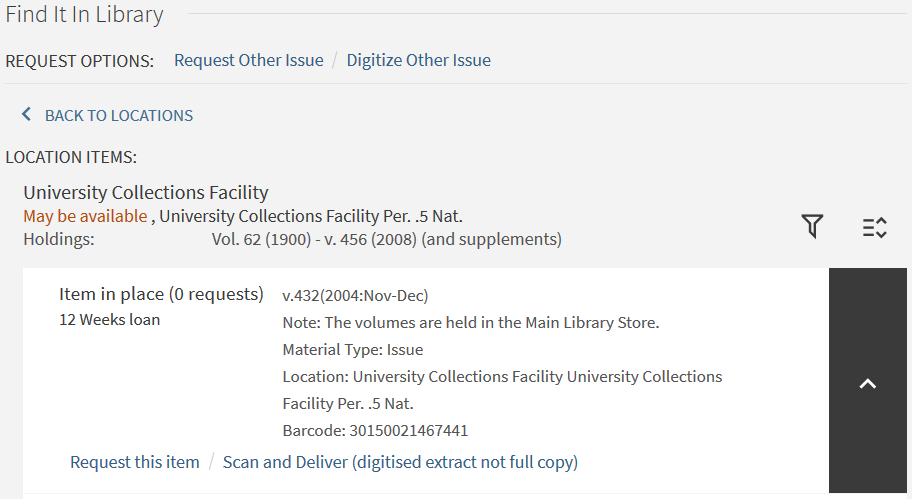 Find It In Library
REQUEST OPTIONS: Request Other Issue / Digitize Other Issue
BACK TO LOCATIONS
LOCATION ITEMS:
University Collections Facility
May be available , University Collections Facility Per. .5 Nat.
Holdings: Vol. 62 (1900) - v. 456 (2008) (and supplements)
Item in place (0 requests) v.432(2004:Nov-Dec)
12 Weeks loan Note: The volumes are held in the Main Library Store.
Material Type: Issue
Location: University Collections Facility University Collections
Facility Per. .5 Nat.
Barcode: 30150021467441
Request this item / Scan and Deliver (digitised extract not full copy)